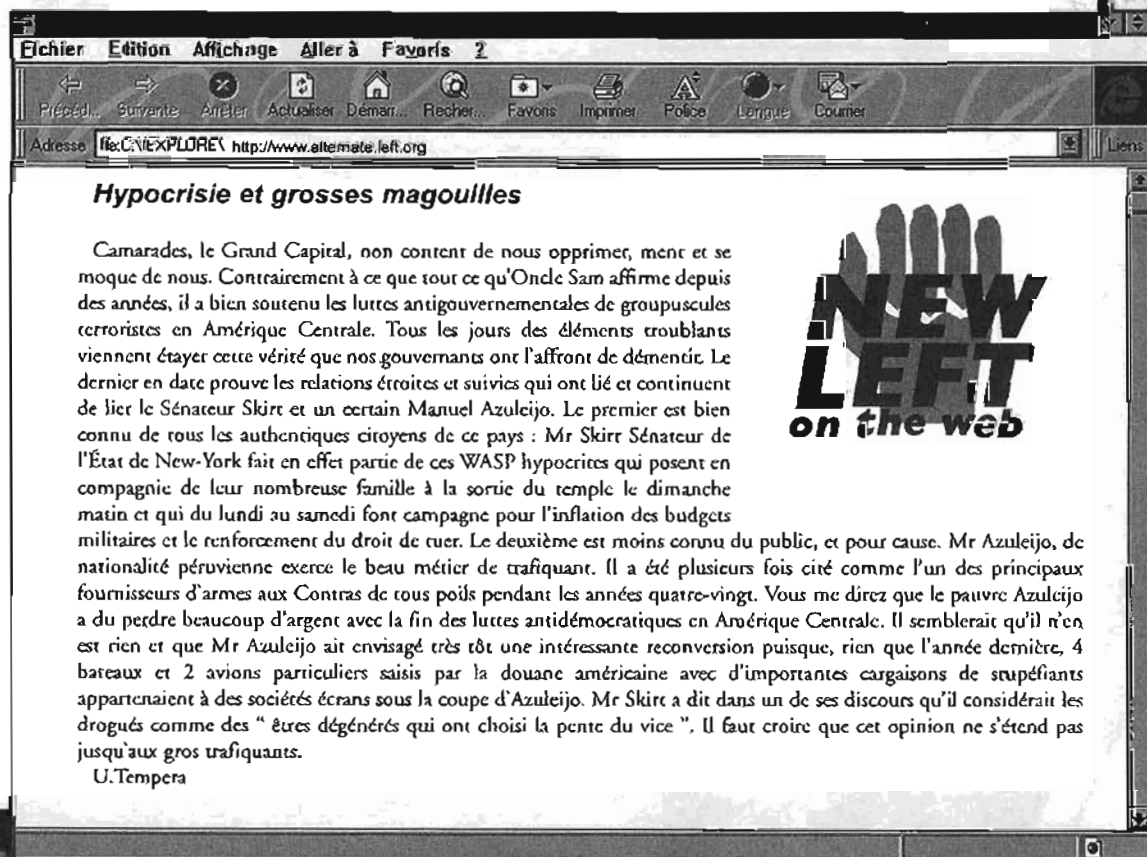 Fichier Edition Affichage Aller à Favoris ?
Précéd... Suivante Arrêter Actualiser Démarr... Recher... Favoris Imprimer Police Langue Courrier
Adresse file:C:\IEXPLORE\ http://www.alternate.left.org Liens
Hypocrisie et grosses magouilles
NEW
LEFT
on the web
Camarades, le Grand Capital, non content de nous opprimer, ment et se
moque de nous. Contrairement à ce que tout ce qu'Oncle Sam affirme depuis
des années, il a bien soutenu les luttes antigouvernementales de groupuscules
terroristes en Amérique Centrale. Tous les jours des éléments troublants
viennent étayer cette vérité que nos gouvernants ont l'affront de démentir. Le
dernier en date prouve les relations étroites et suivies qui ont lié et continuent
de lier le Sénateur Skirt et un certain Manuel Azuleijo. Le premier est bien
connu de tous les authentiques citoyens de ce pays : Mr Skirt Sénateur de
l'État de New-York fait en effet partie de ces WASP hypocrites qui posent en
compagnie de leur nombreuse famille à la sortie du temple le dimanche
matin et qui du lundi au samedi font campagne pour l'inflation des budgets
militaires et le renforcement du droit de tuer. Le deuxième est moins connu du public, et pour cause. Mr Azuleijo, de
nationalité péruvienne exerce le beau métier de trafiquant. Il a été plusieurs fois cité comme l'un des principaux
fournisseurs d'armes aux Contras de tous poils pendant les années quatre-vingt. Vous me direz que le pauvre Azuleijo
a du perdre beaucoup d'argent avec la fin des luttes antidémocratiques en Amérique Centrale. Il semblerait qu'il n'en
est rien et que Mr Azuleijo ait envisagé très tôt une intéressante reconversion puisque, rien que l'année dernière, 4
bateaux et 2 avions particuliers saisis par la douane américaine avec d'importantes cargaisons de stupéfiants
appartenaient à des sociétés écrans sous la coupe d'Azuleijo. Mr Skirt a dit dans un de ses discours qu'il considérait les
drogués comme des " êtres dégénérés qui ont choisi la pente du vice ". Il faut croire que cet opinion ne s'étend pas
jusqu'aux gros trafiquants.
U.Tempera